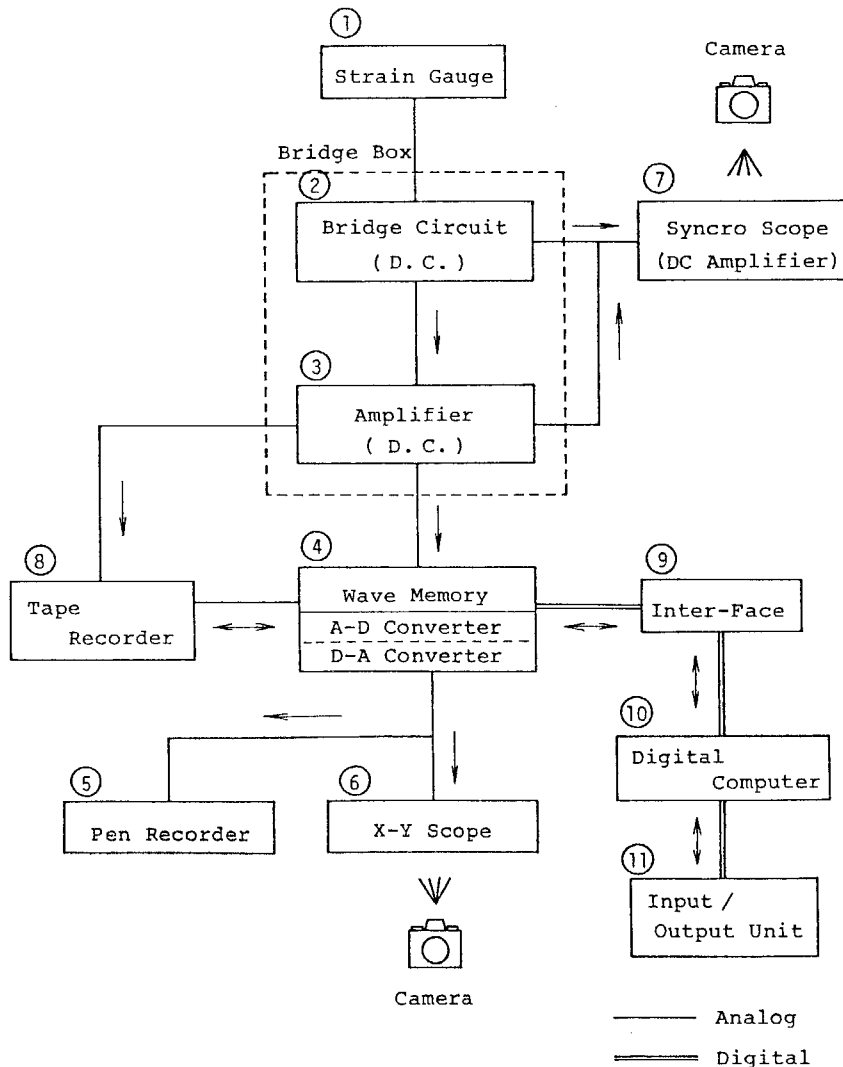 ①
Strain Gauge
Camera
Bridge Box
②
Bridge Circuit
(D.C.)
⑦
Syncro Scope
(DC Amplifier)
③
Amplifier
(D.C.)
④
Wave Memory
A-D Converter
D-A Converter
⑧
Tape
Recorder
⑨
Inter-Face
⑩
Digital
Computer
⑤
Pen Recorder
⑥
X-Y Scope
⑪
Input /
Output Unit
Camera
Analog
Digital